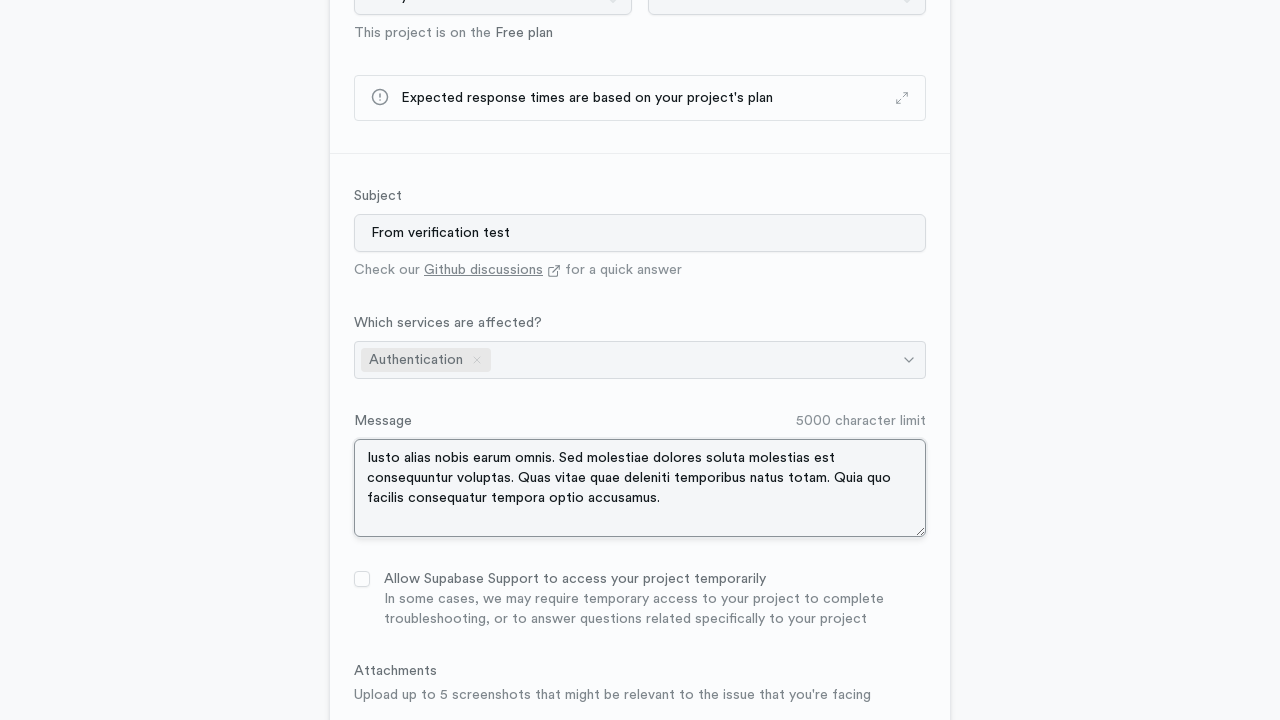 This project is on the Free plan
Expected response times are based on your project's plan
Subject
From verification test
Check our Github discussions for a quick answer
Which services are affected?
Authentication
Message
5000 character limit
Iusto alias nobis earum omnis. Sed molestiae dolores soluta molestias est
consequuntur voluptas. Quas vitae quae deleniti temporibus natus totam. Quia quo
facilis consequatur tempora optio accusamus.
Allow Supabase Support to access your project temporarily
In some cases, we may require temporary access to your project to complete
troubleshooting, or to answer questions related specifically to your project
Attachments
Upload up to 5 screenshots that might be relevant to the issue that you're facing